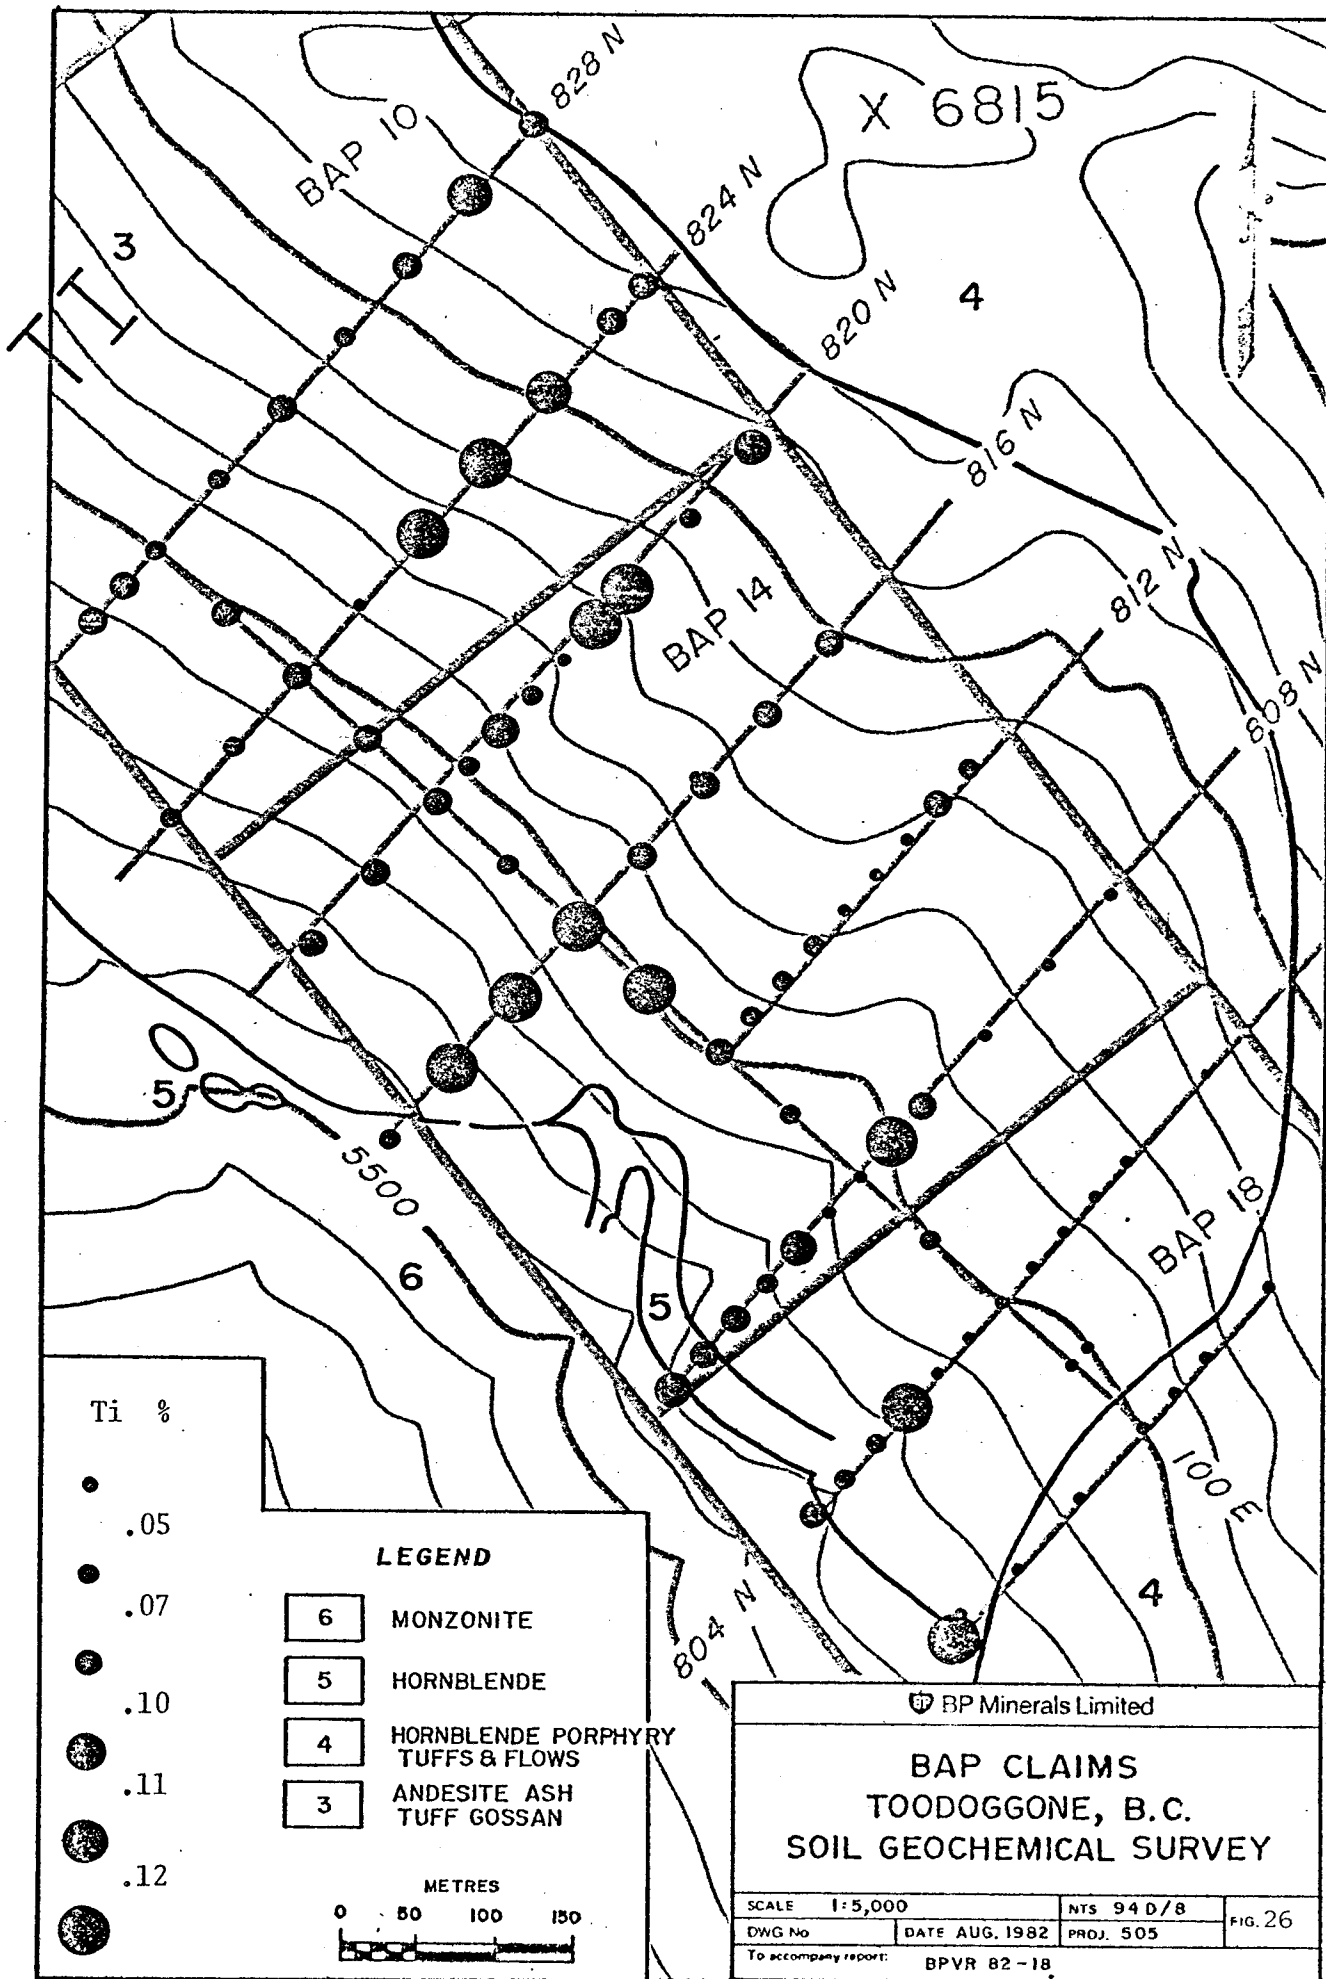 828 N
BAP 10
X 6815
824 N
3
4
820 N
816 N
BAP 14
812 N
808 N
5
5500
BAP 18
6
5
100 E
4
804 N
Ti %
.05
.07
.10
.11
.12
LEGEND
6 MONZONITE
5 HORNBLENDE
4 HORNBLENDE PORPHYRY
TUFFS & FLOWS
3 ANDESITE ASH
TUFF GOSSAN
METRES
0 50 100 150
BP BP Minerals Limited
BAP CLAIMS
TOODOGGONE, B.C.
SOIL GEOCHEMICAL SURVEY
SCALE 1:5,000 NTS 94 D/8 FIG. 26
DWG No DATE AUG. 1982 PROJ. 505
To accompany report: BPVR 82-18